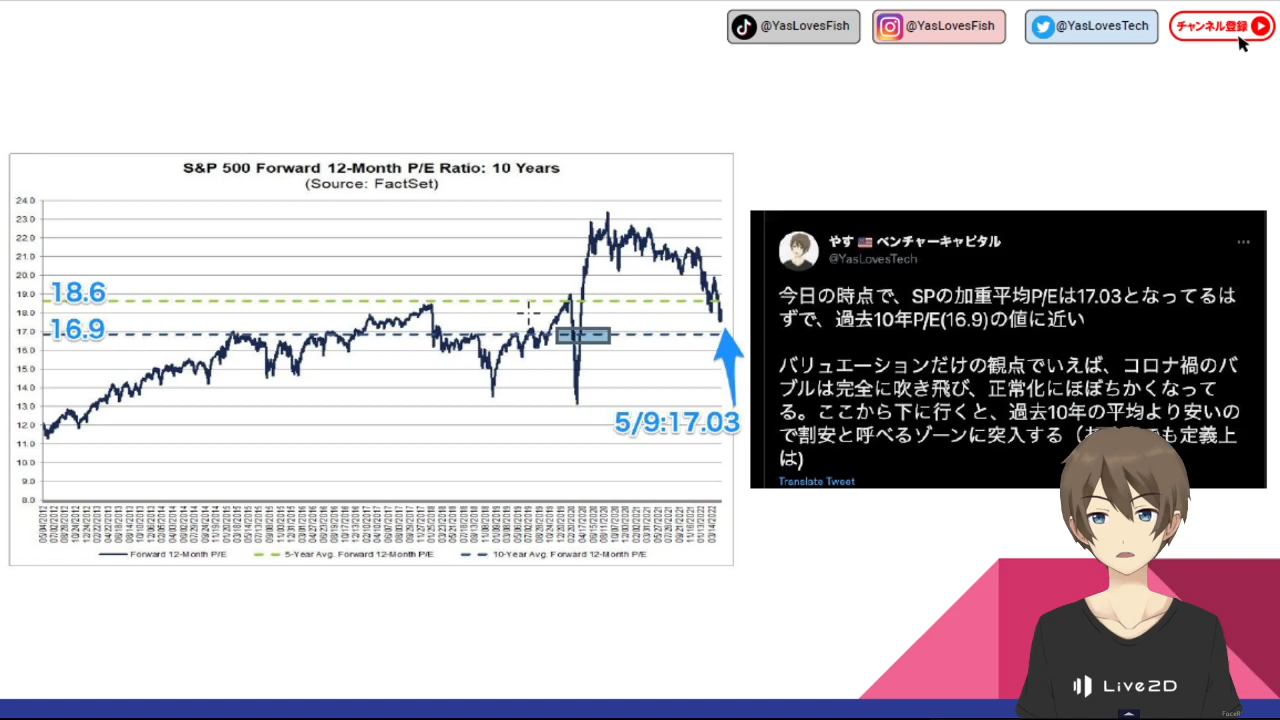 @YasLovesFish
@YasLovesFish
@YasLovesTech
チャンネル登録
S&P 500 Forward 12-Month P/E Ratio: 10 Years
(Source: FactSet)
24.0
23.0
22.0
21.0
20.0
19.0
18.0
17.0
16.0
15.0
14.0
13.0
12.0
11.0
10.0
9.0
8.0
18.6
16.9
5/9:17.03
Forward 12-Month P/E
5-Year Avg. Forward 12-Month P/E
10-Year Avg. Forward 12-Month P/E
やす 🇺🇸 ベンチャーキャピタル
@YasLovesTech
今日の時点で、SPの加重平均P/Eは17.03となってるは
ずで、過去10年P/E(16.9)の値に近い
バリュエーションだけの観点でいえば、コロナ禍のバ
ブルは完全に吹き飛び、正常化にほぼちかくなって
る。ここから下に行くと、過去10年の平均より安いの
で割安と呼べるゾーンに突入する（あ でも定義上
は)
Translate Tweet
Live2D